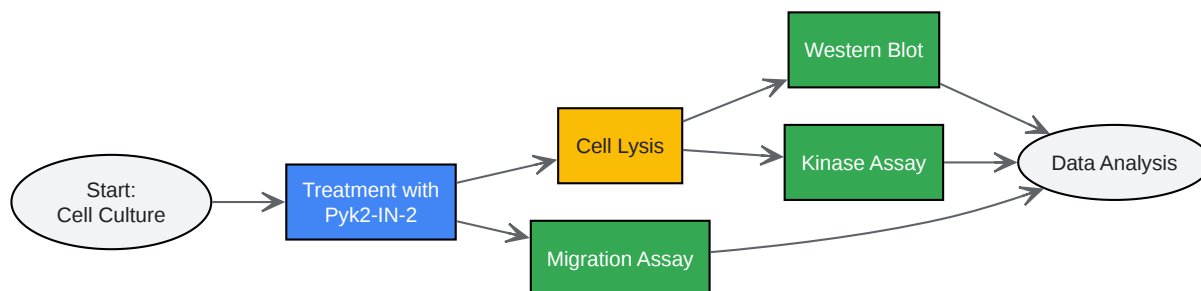 Start:
Cell Culture
Treatment with
Pyk2-IN-2
Cell Lysis
Migration Assay
Western Blot
Kinase Assay
Data Analysis